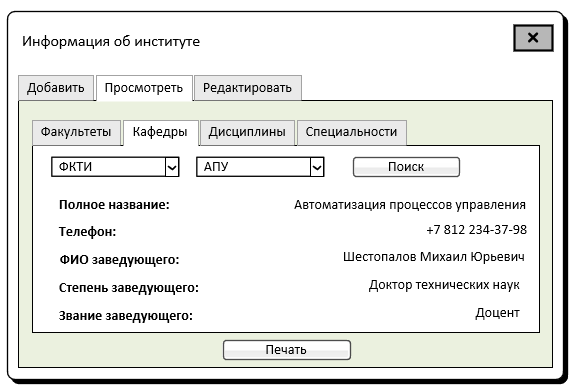 Информация об институте
Добавить Просмотреть Редактировать
Факультеты Кафедры Дисциплины Специальности
ФКТИ АПУ Поиск
Полное название: Автоматизация процессов управления
Телефон: +7 812 234-37-98
ФИО заведующего: Шестопалов Михаил Юрьевич
Степень заведующего: Доктор технических наук
Звание заведующего: Доцент
Печать